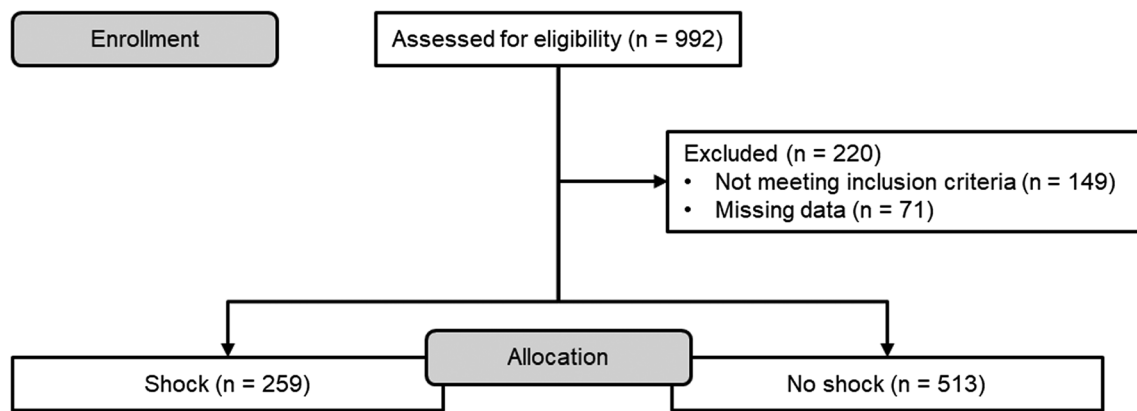 Enrollment
Assessed for eligibility (n = 992)
Excluded (n = 220)
• Not meeting inclusion criteria (n = 149)
• Missing data (n = 71)
Allocation
Shock (n = 259)
No shock (n = 513)